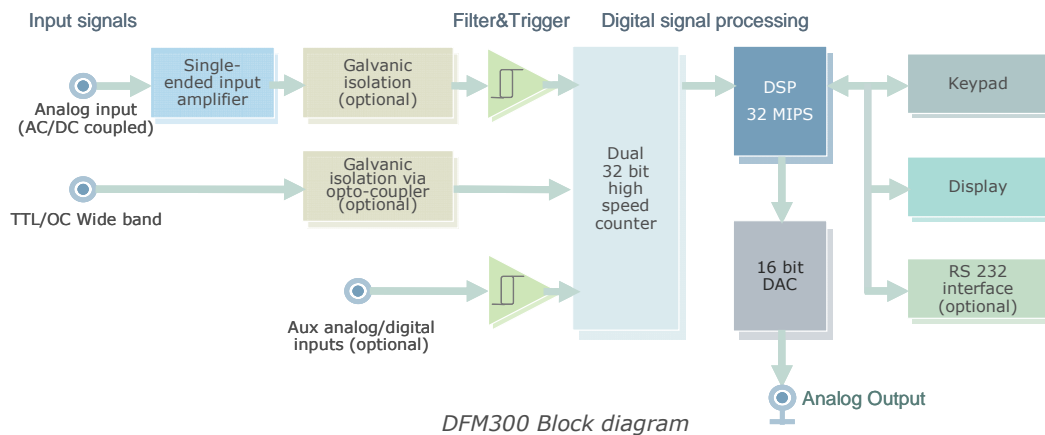 Input signals
Filter&Trigger
Digital signal processing
Single-
ended input
amplifier
Galvanic
isolation
(optional)
DSP
32 MIPS
Keypad
Analog input
(AC/DC coupled)
Dual
32 bit
high
speed
counter
Galvanic
isolation via
opto-coupler
(optional)
Display
TTL/OC Wide band
16 bit
DAC
RS 232
interface
(optional)
Aux analog/digital
inputs (optional)
Analog Output
DFM300 Block diagram